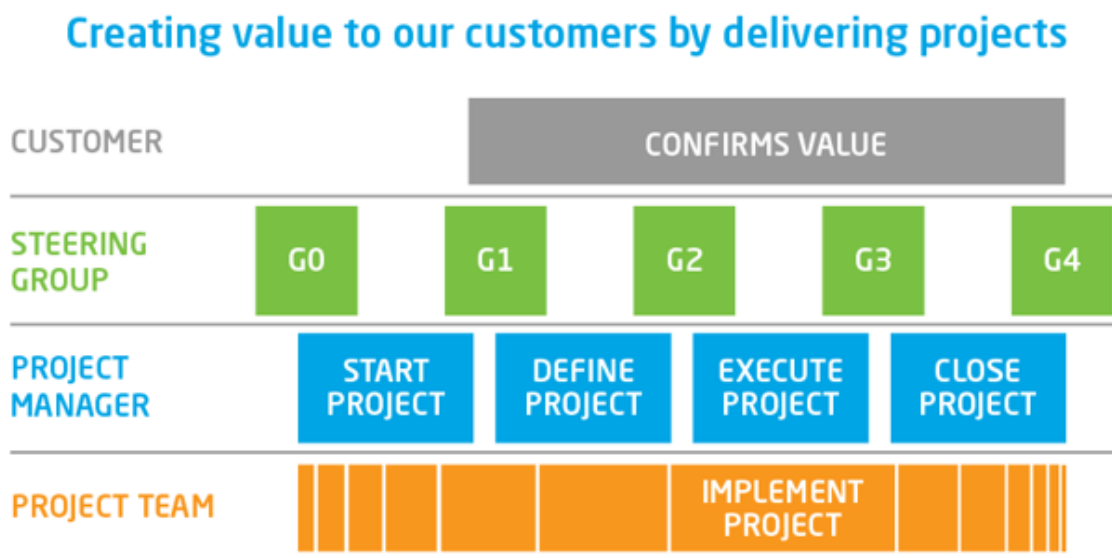 Creating value to our customers by delivering projects
CUSTOMER
CONFIRMS VALUE
STEERING
GROUP
G0
G1
G2
G3
G4
PROJECT
MANAGER
START
PROJECT
DEFINE
PROJECT
EXECUTE
PROJECT
CLOSE
PROJECT
PROJECT TEAM
IMPLEMENT
PROJECT